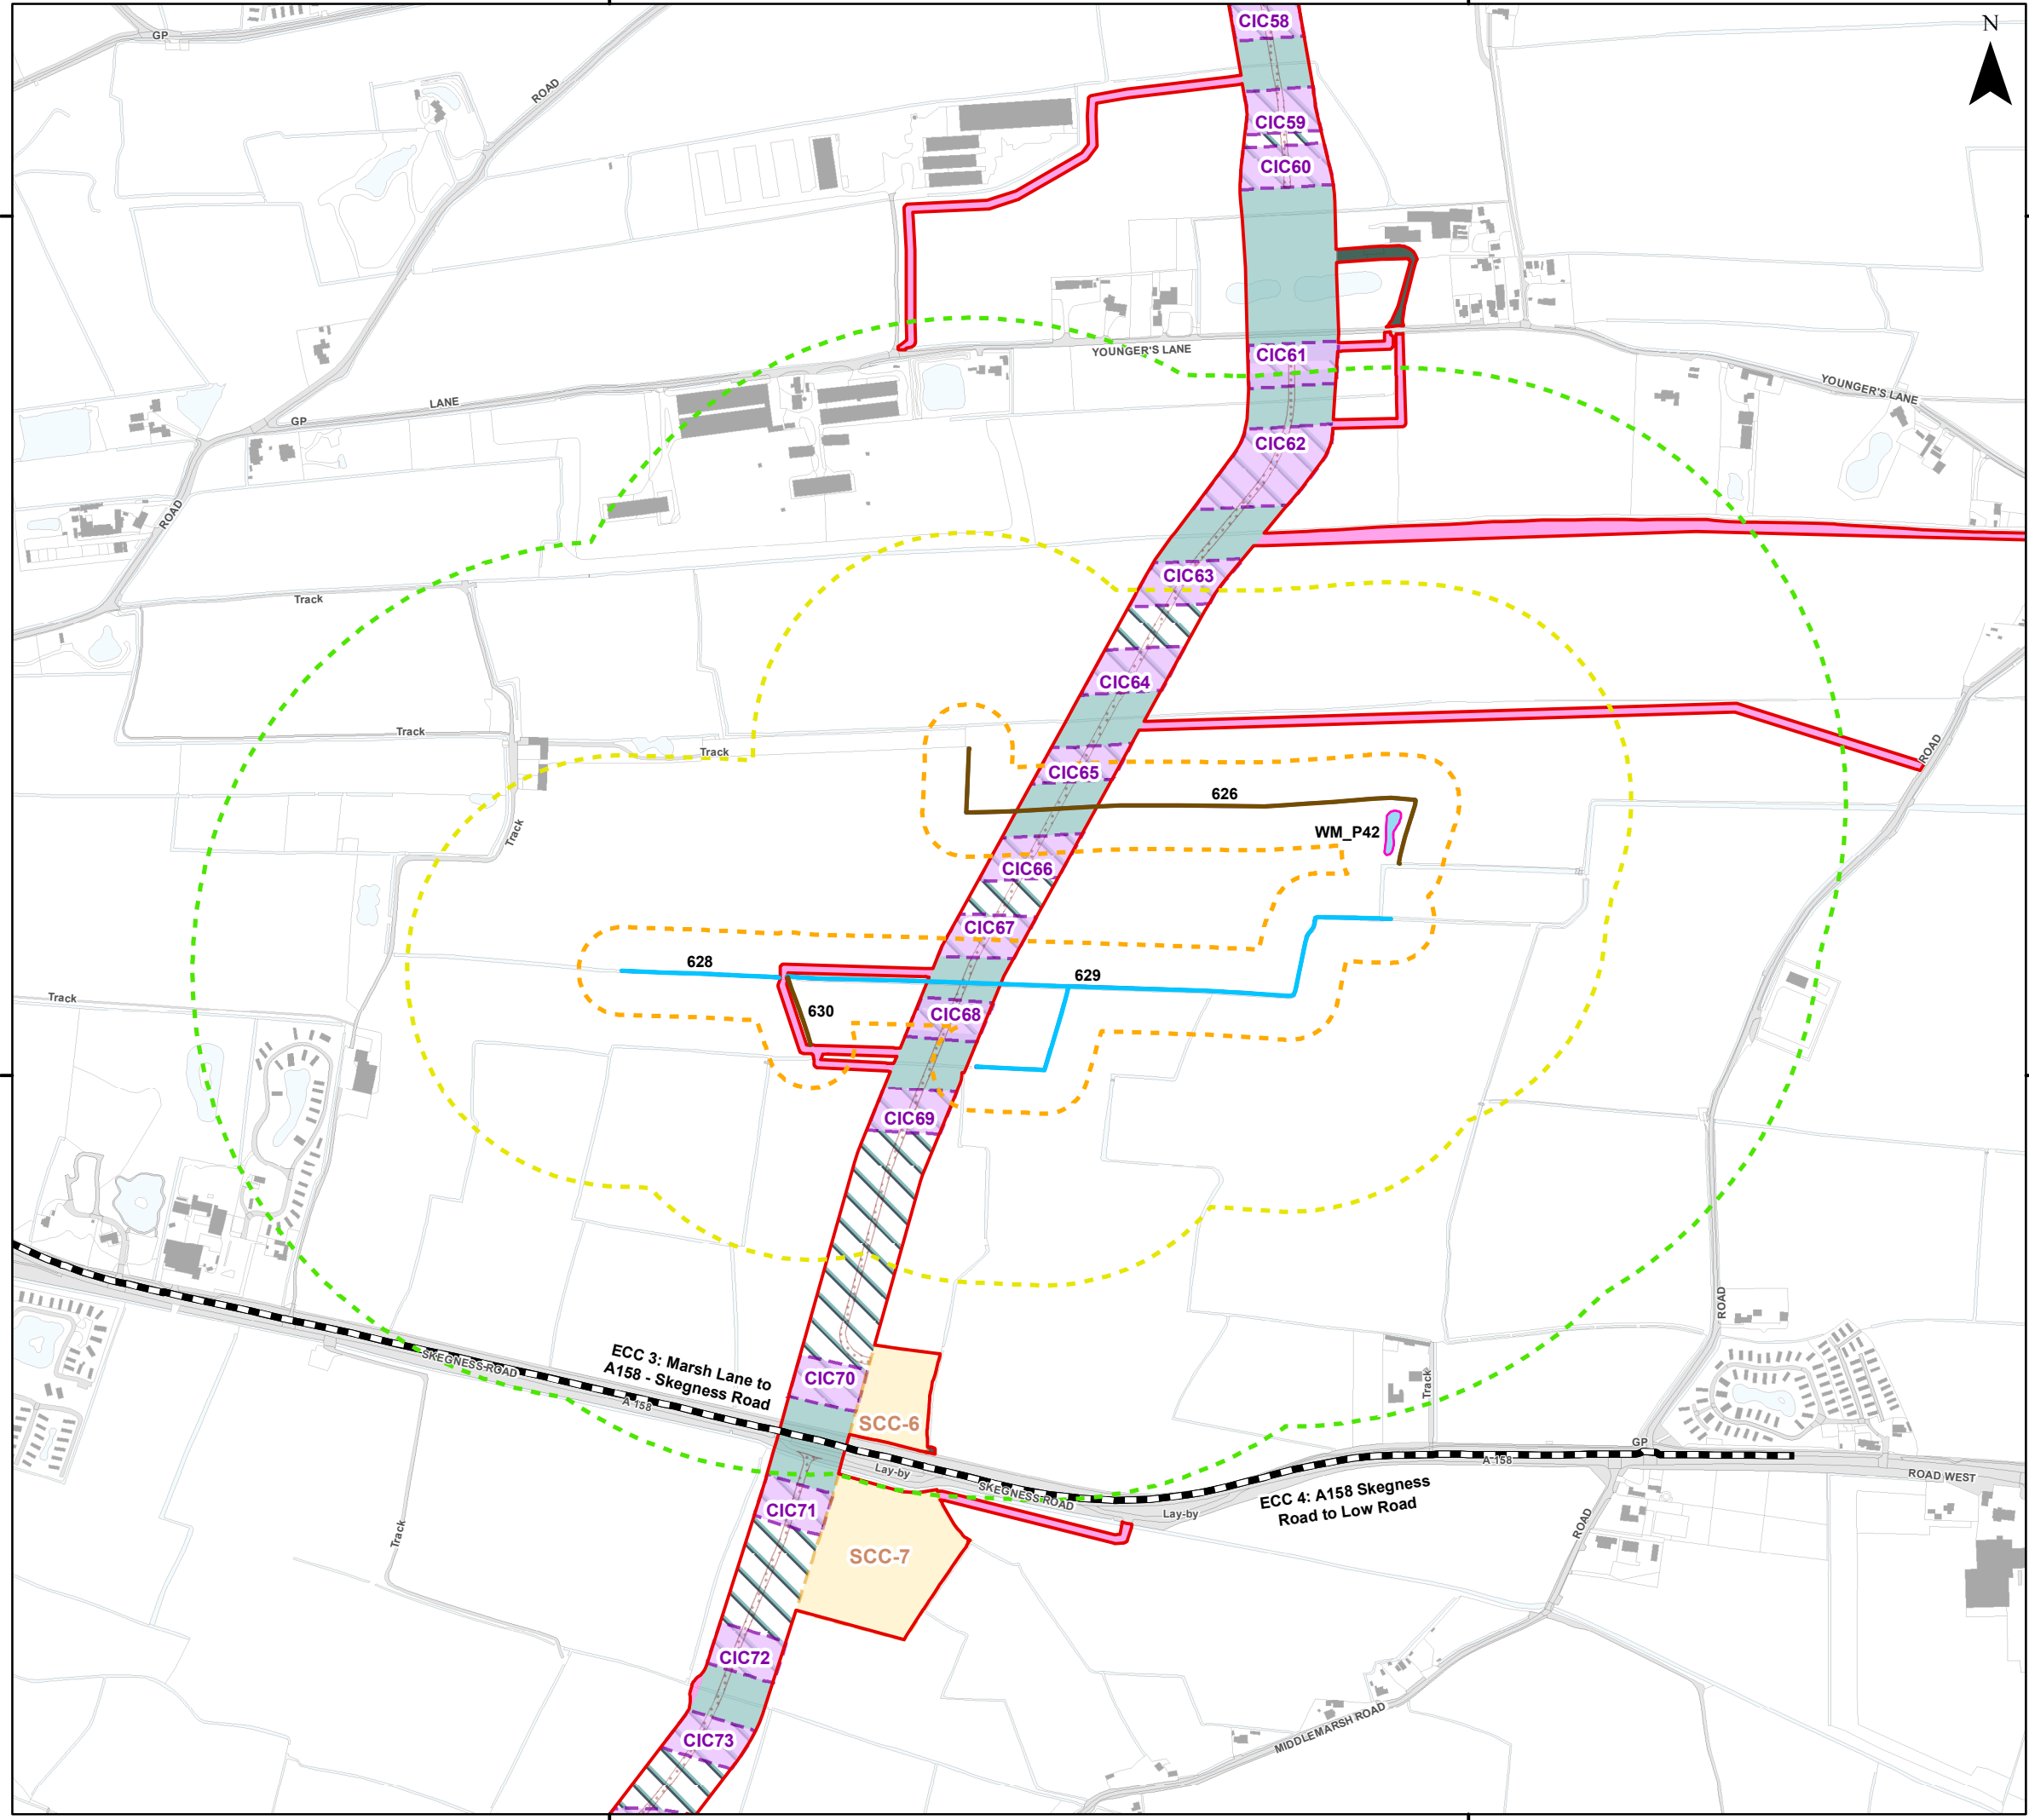 N
CIC58
GP
ROAD
CIC59
CIC60
YOUNGER'S LANE
CIC61
YOUNGER'S LANE
LANE
GP
CIC62
ROAD
CIC63
Track
CIC64
Track
Track
ROAD
CIC65
626
WM_P42
Track
CIC66
CIC67
628
629
Track
630
CIC68
CIC69
ROAD
ECC 3: Marsh Lane to
A158 - Skegness Road
SKEGNESS ROAD
A 158
CIC70
Track
SCC-6
GP
A 158
Lay-by
SKEGNESS ROAD
ROAD WEST
ECC 4: A158 Skegness
Road to Low Road
Lay-by
CIC71
ROAD
Track
SCC-7
CIC72
MIDDLEMARSH ROAD
CIC73